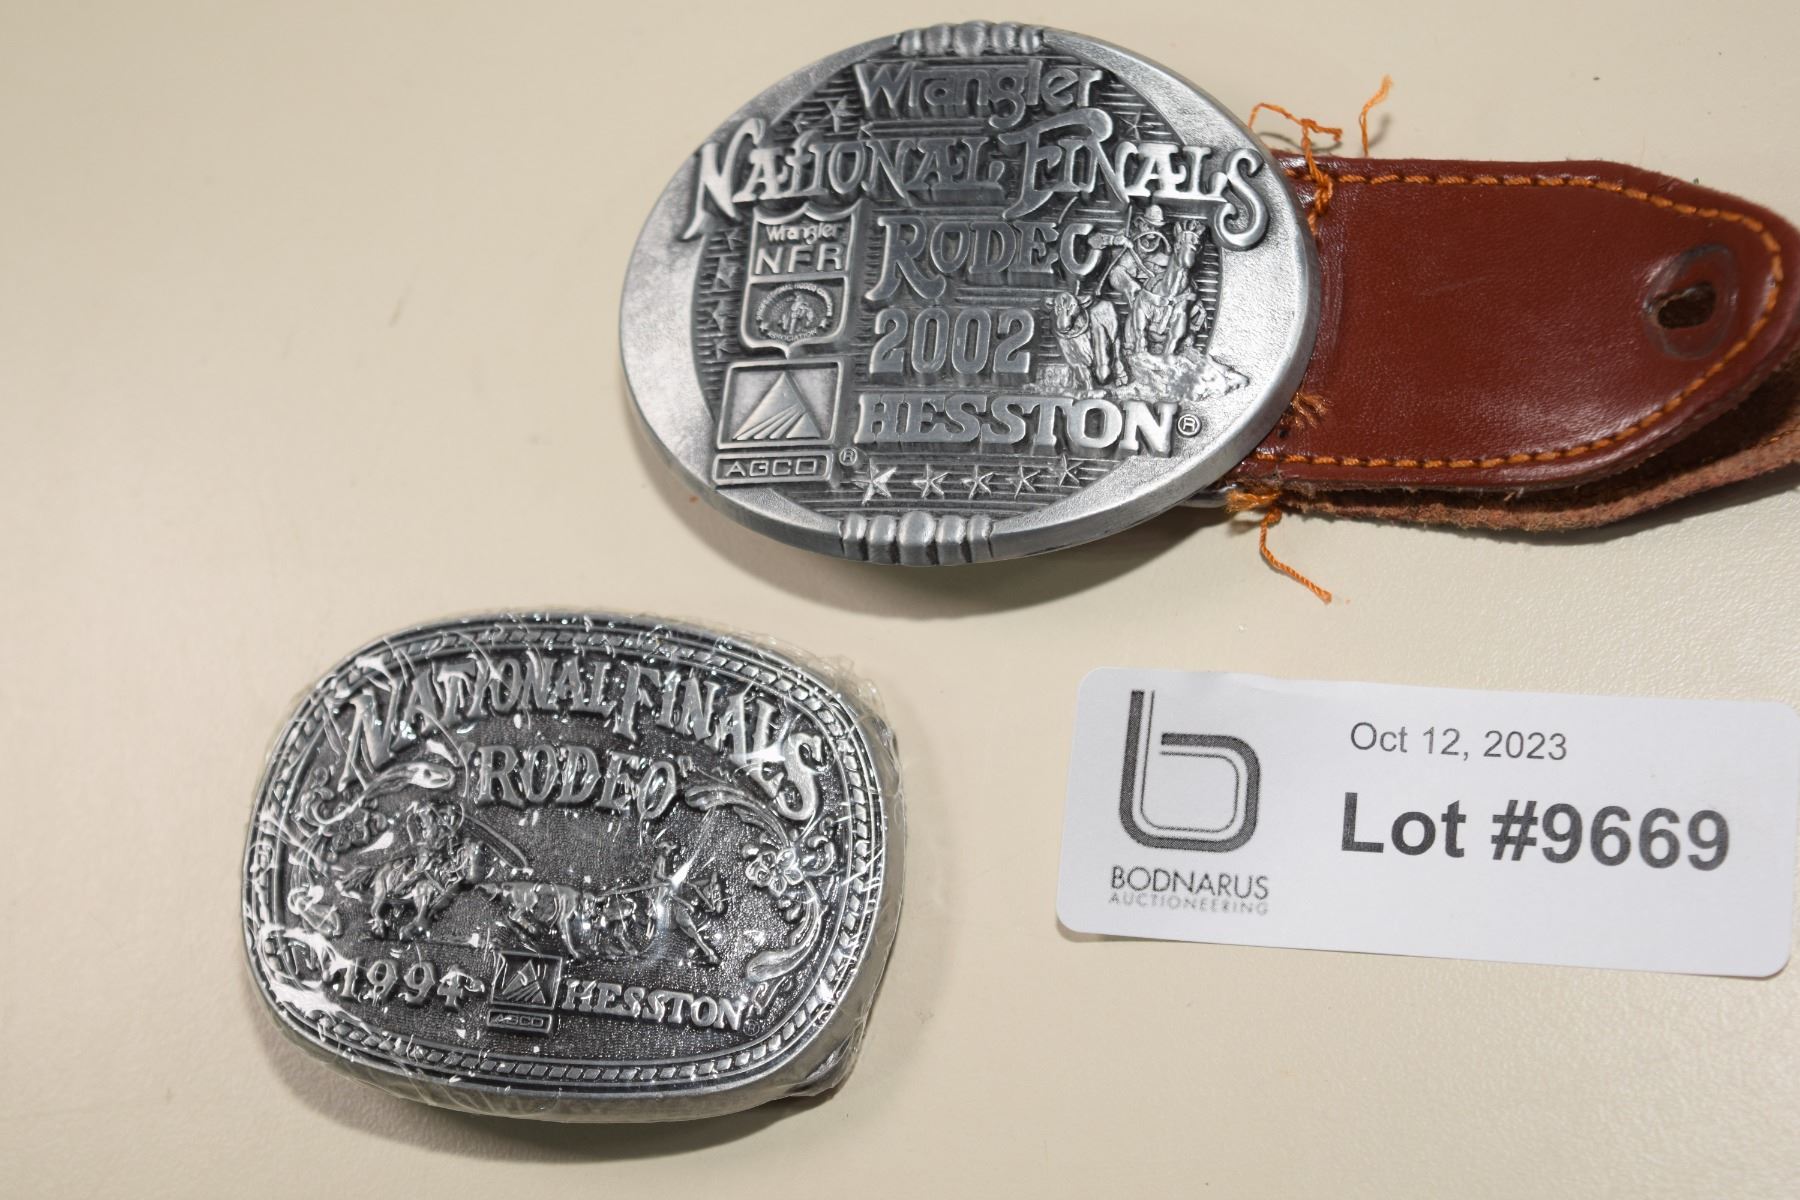 Wrangler
NATIONAL FINALS
RODEO
2002
HESSTON®
Wrangler
NFR
ASSOCIATION
AGCO®
NATIONAL FINALS
"RODEO"
1994
HESSTON®
AGCO
Oct 12, 2023
Lot #9669
BODNARUS
AUCTIONEERING